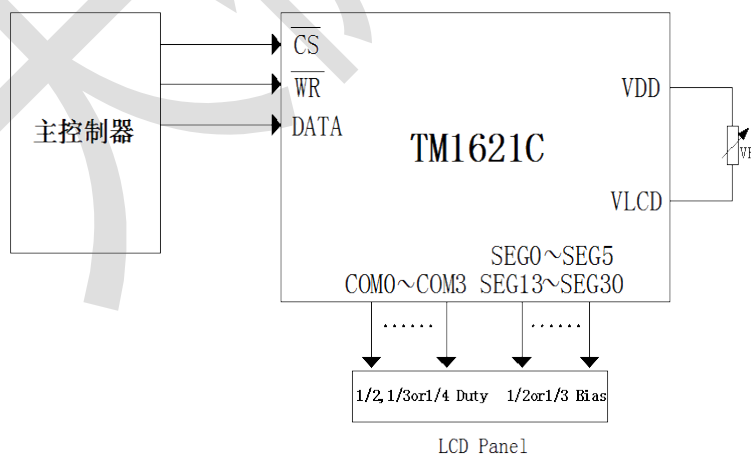 CS
WR
DATA
主控制器
TM1621C
VDD
VLCD
SEG0～SEG5
COM0～COM3 SEG13～SEG30
...... ......
1/2,1/3or1/4 Duty 1/2or1/3 Bias
LCD Panel